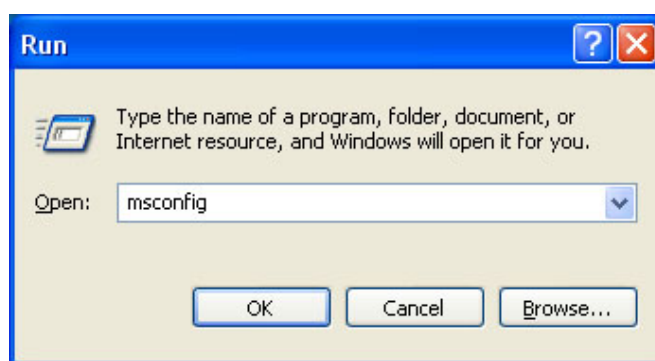 Run
Type the name of a program, folder, document, or
Internet resource, and Windows will open it for you.
Open: msconfig
OK Cancel Browse...